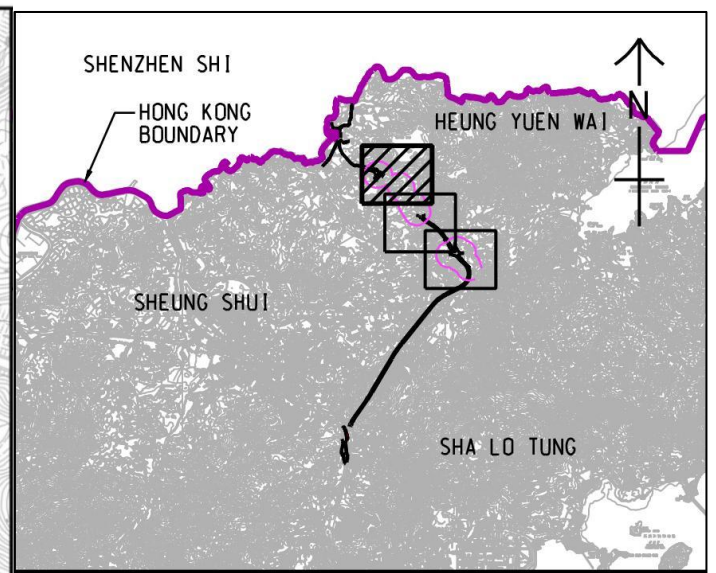 SHENZHEN SHI
HONG KONG
BOUNDARY
HEUNG YUEN WAI
N
SHEUNG SHUI
SHA LO TUNG